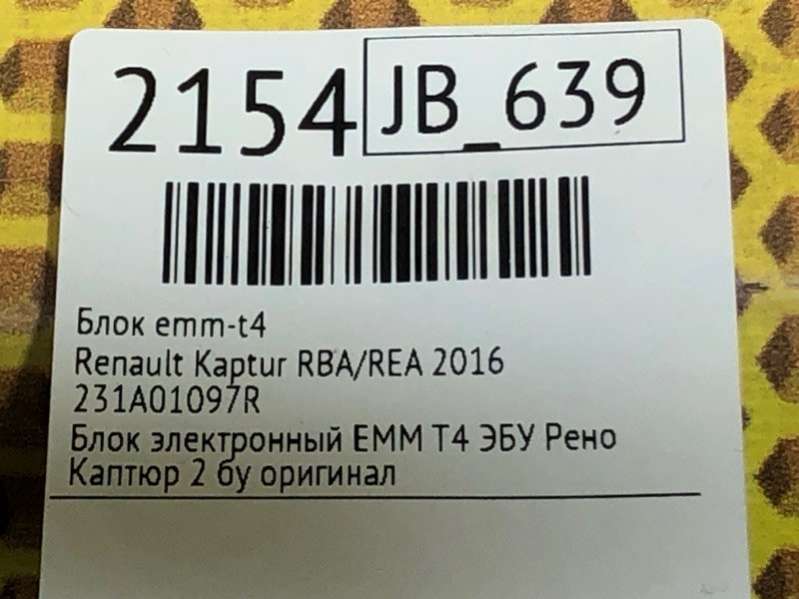 2154 JB_639
Блок emm-t4
Renault Kaptur RBA/REA 2016
231A01097R
Блок электронный EMM T4 ЭБУ Рено
Каптюр 2 бу оригинал